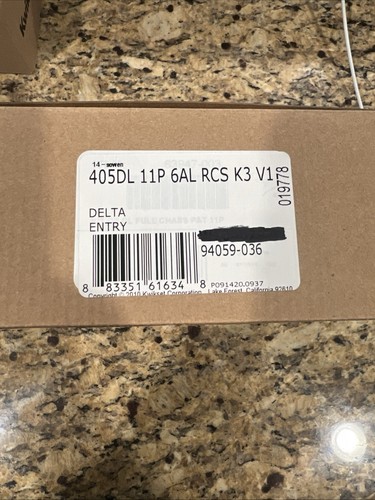 14-sowren
405DL 11P 6AL RCS K3 V1
019778
DELTA
ENTRY
94059-036
8 83351 61634 8
P091420.0937
Copyright © 2010 Kwikset Corporation Lake Forest, California 92610